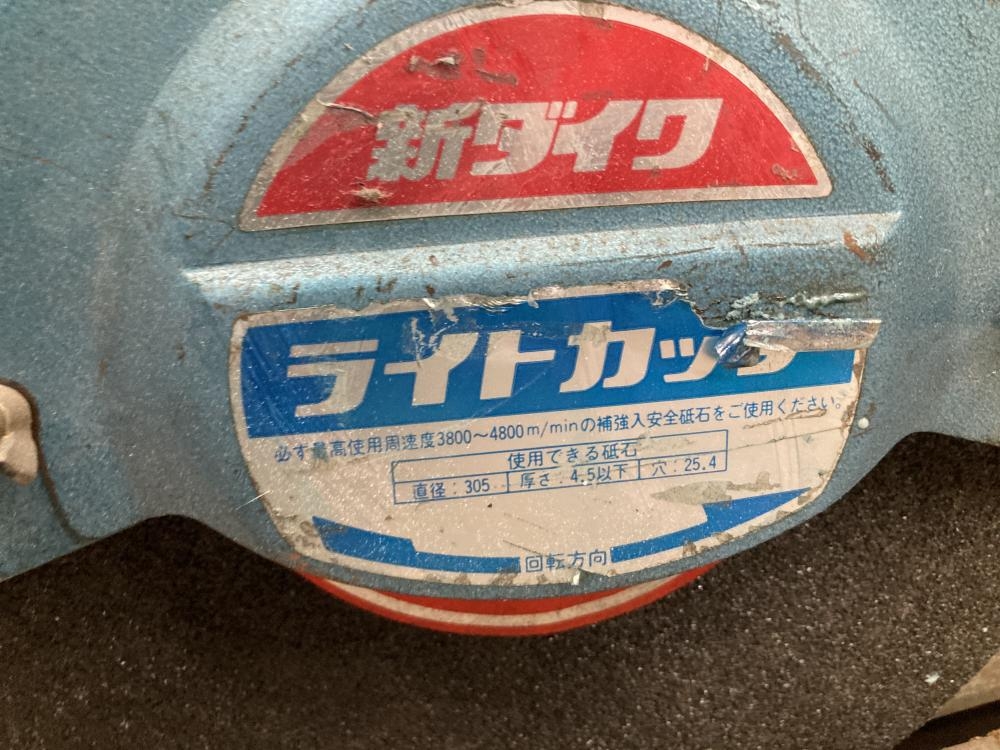 新ダイワ
ライトカッター
必ず最高使用周速度3800～4800m/minの補強入安全砥石をご使用ください。
使用できる砥石
直径：305 厚さ：4.5以下 穴：25.4
回転方向